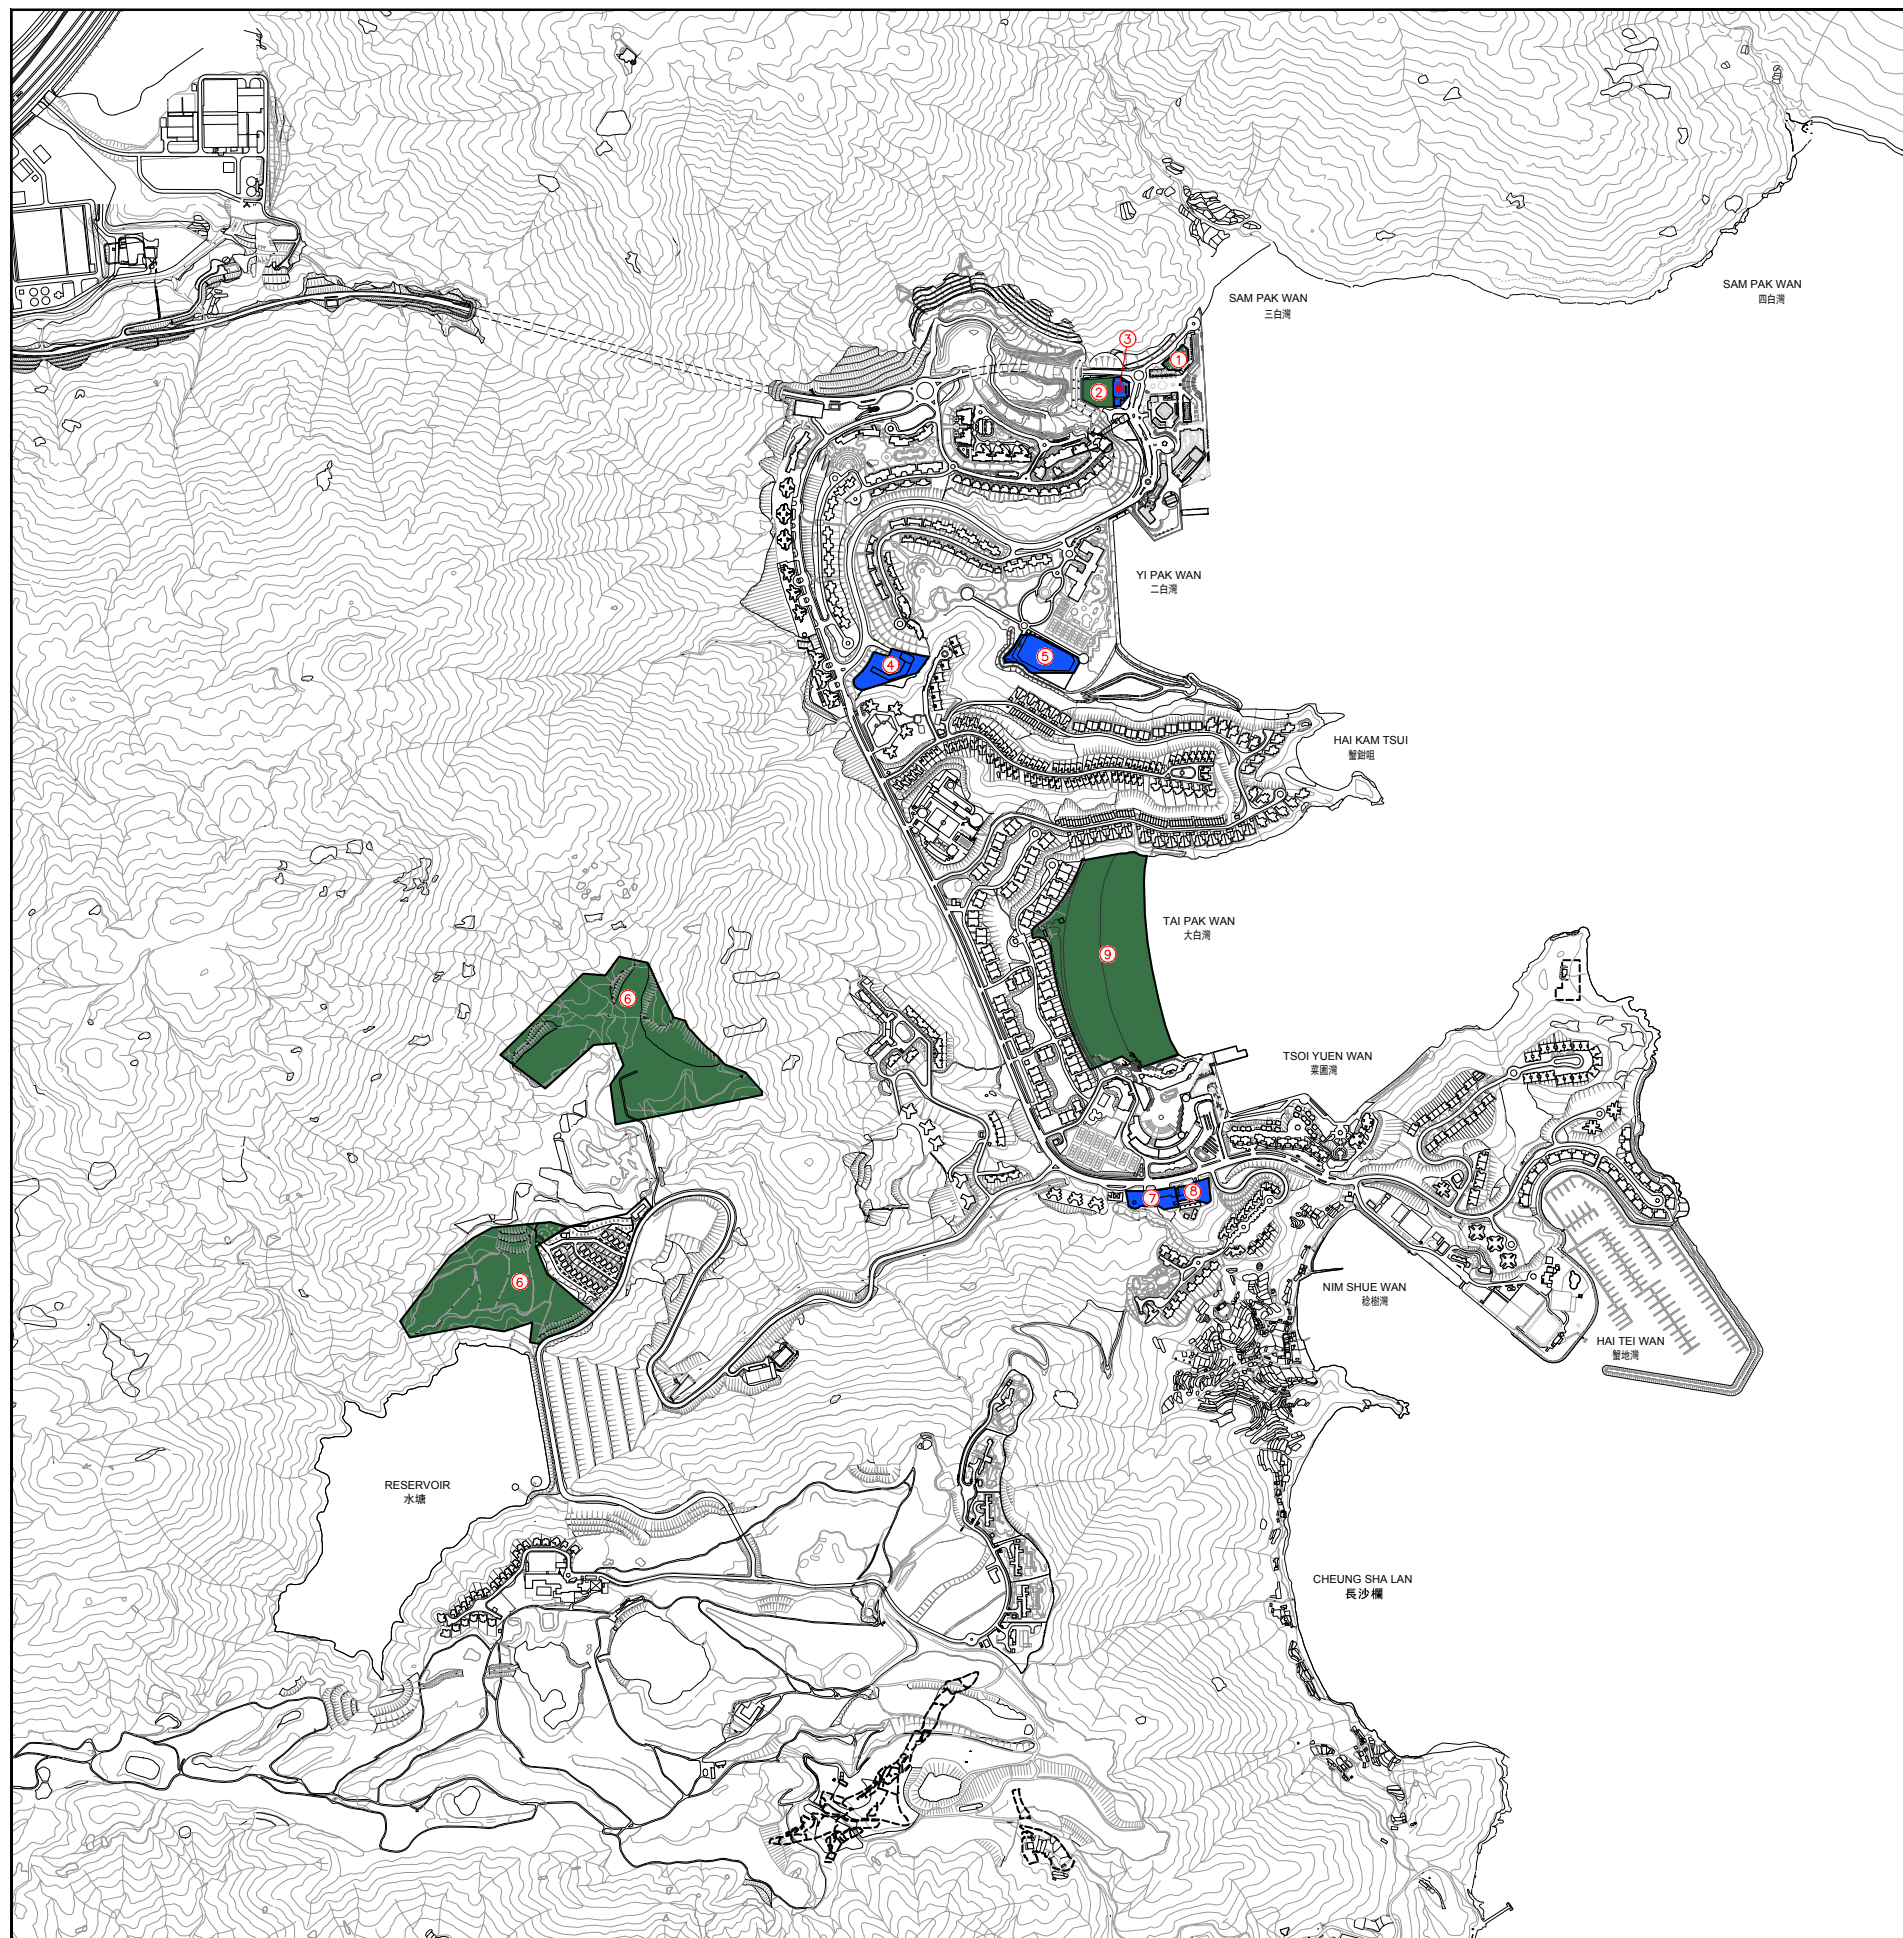 SAM PAK WAN
四白灣
SAM PAK WAN
三白灣
③
①
②
YI PAK WAN
二白灣
④
⑤
HAI KAM TSUI
蟹鉗咀
TAI PAK WAN
大白灣
⑨
⑥
TSOI YUEN WAN
菜園灣
⑦
⑧
⑥
NIM SHUE WAN
稔樹灣
HAI TEI WAN
蟹地灣
RESERVOIR
水塘
CHEUNG SHA LAN
長沙欄